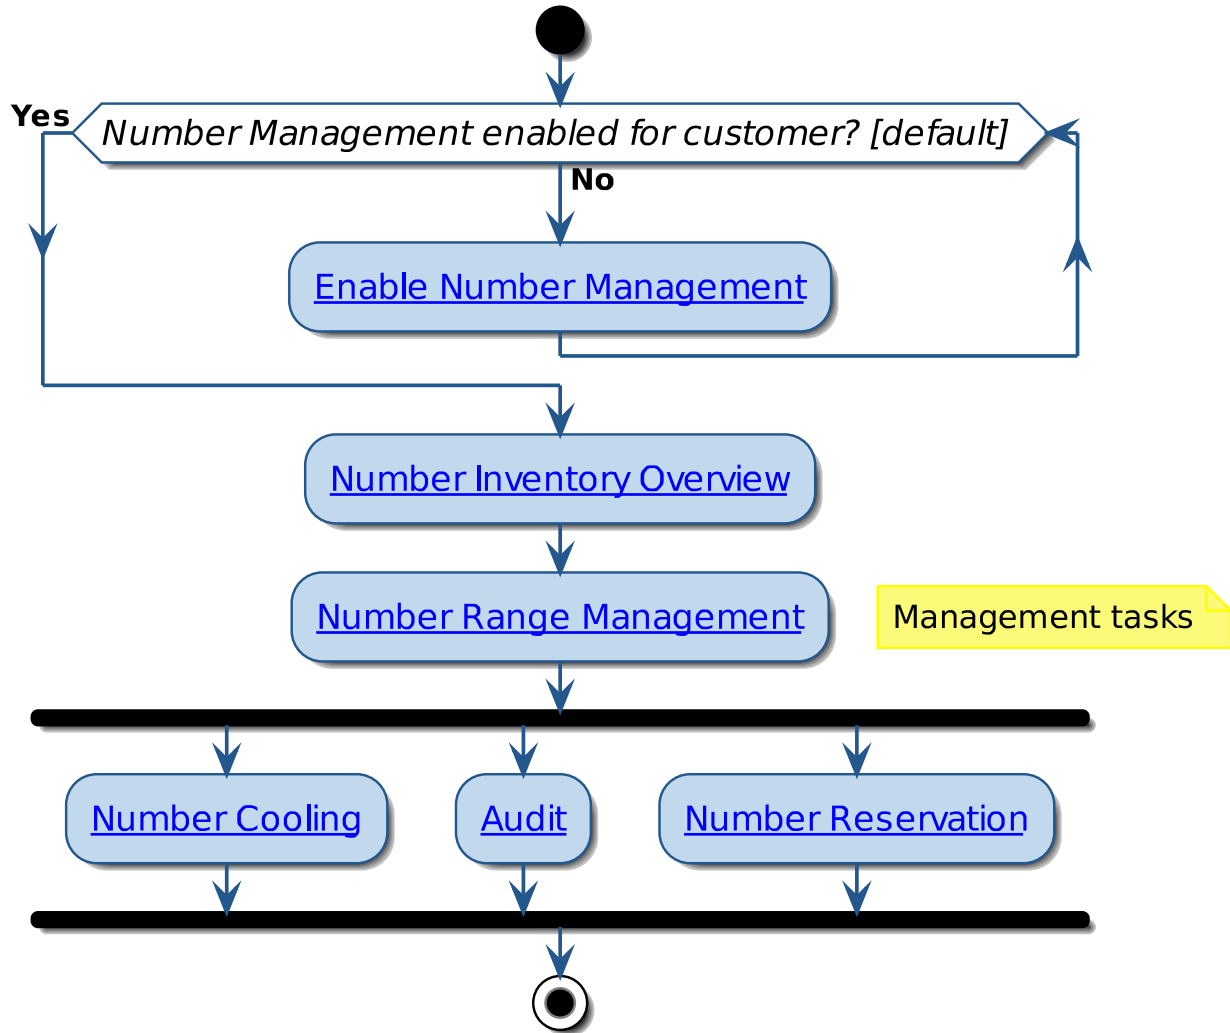 Yes
Number Management enabled for customer? [default]
No
Enable Number Management
Number Inventory Overview
Number Range Management
Management tasks
Number Cooling
Audit
Number Reservation